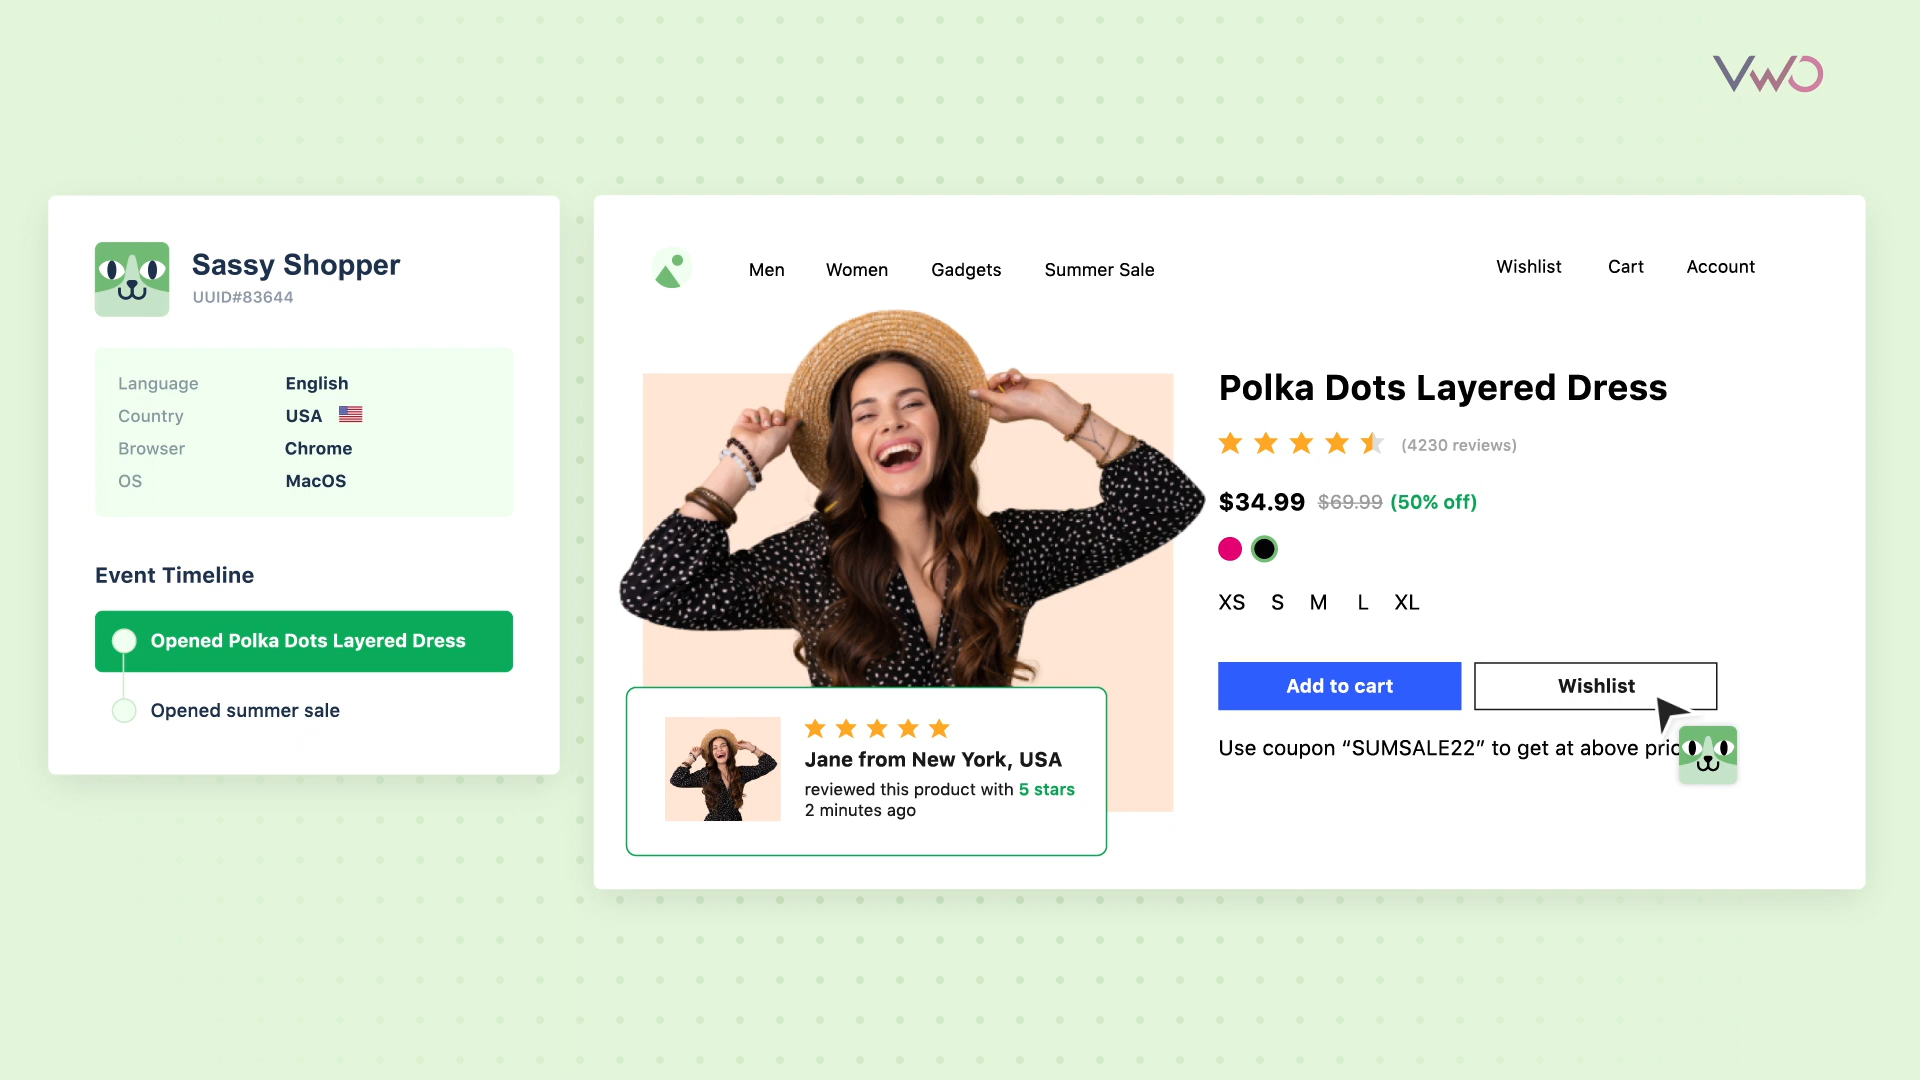 VWO
Sassy Shopper
UUID#83644
Language English
Country USA
Browser Chrome
OS MacOS
Event Timeline
Opened Polka Dots Layered Dress
Opened summer sale
Men Women Gadgets Summer Sale Wishlist Cart Account
Polka Dots Layered Dress
(4230 reviews)
$34.99 $69.99 (50% off)
XS S M L XL
Add to cart Wishlist
Use coupon “SUMSALE22” to get at above pric
Jane from New York, USA
reviewed this product with 5 stars
2 minutes ago